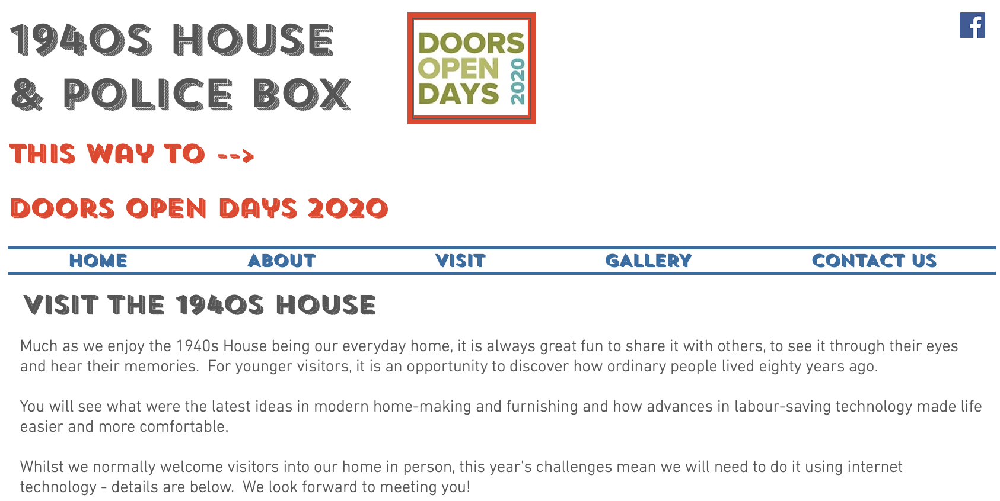 1940S HOUSE
& POLICE BOX
DOORS
OPEN
DAYS
2020
THIS WAY TO -->
DOORS OPEN DAYS 2020
HOME ABOUT VISIT GALLERY CONTACT US
VISIT THE 1940S HOUSE
Much as we enjoy the 1940s House being our everyday home, it is always great fun to share it with others, to see it through their eyes
and hear their memories.  For younger visitors, it is an opportunity to discover how ordinary people lived eighty years ago.
You will see what were the latest ideas in modern home-making and furnishing and how advances in labour-saving technology made life
easier and more comfortable.
Whilst we normally welcome visitors into our home in person, this year's challenges mean we will need to do it using internet
technology - details are below.  We look forward to meeting you!